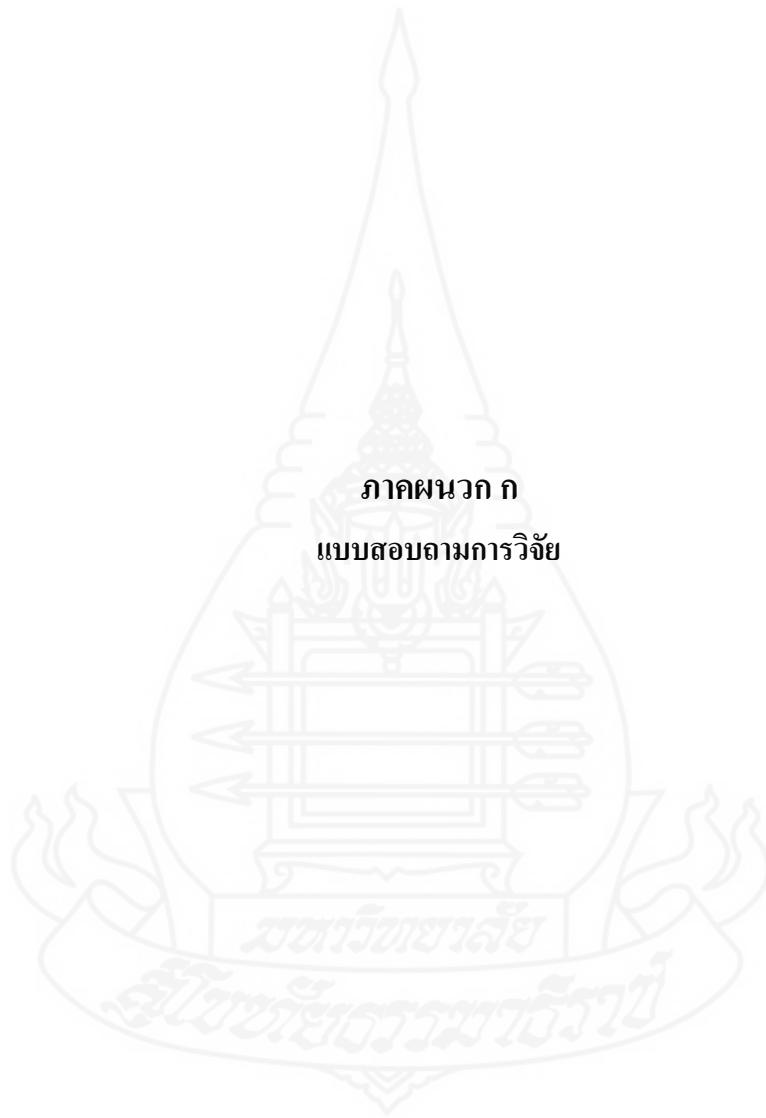 ภาคผนวก ก
แบบสอบถามการวิจัย
มหาวิทยาลัย
สุโขทัยธรรมาธิราช